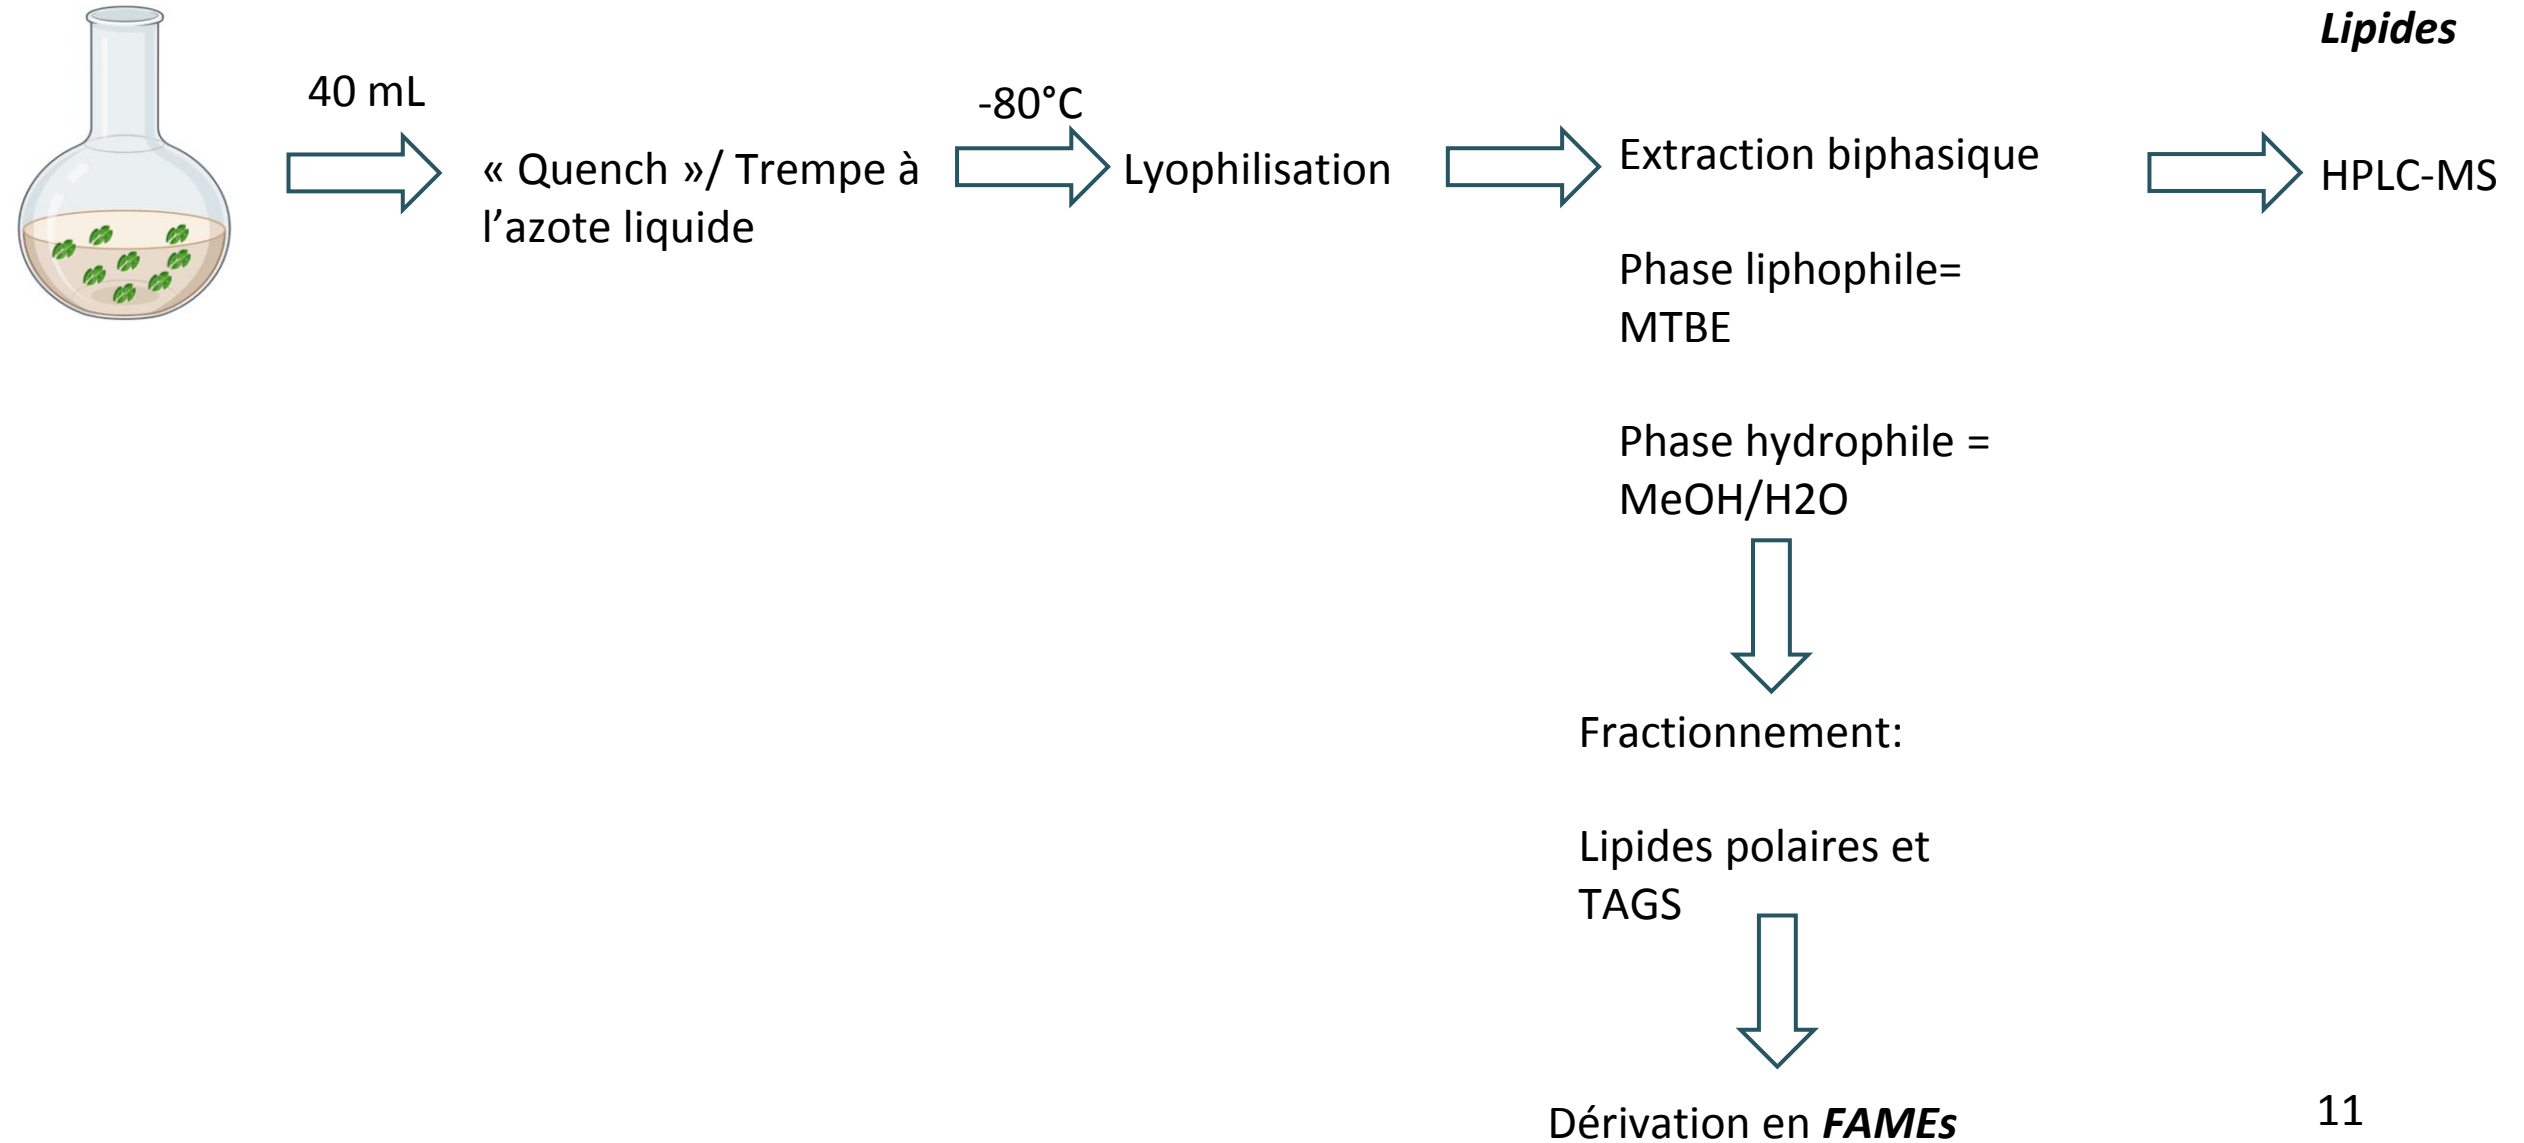 40 mL
« Quench »/ Trempe à
l’azote liquide
-80°C
Lyophilisation
Extraction biphasique
Phase liphophile=
MTBE
Phase hydrophile =
MeOH/H2O
Lipides
HPLC-MS
Fractionnement:
Lipides polaires et
TAGS
Dérivation en FAMEs
11